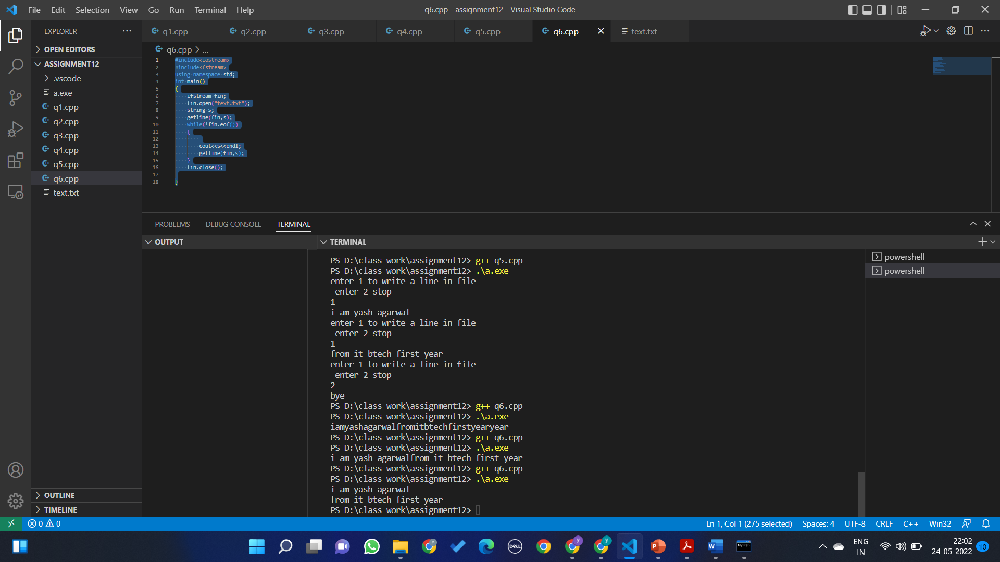 File Edit Selection View Go Run Terminal Help
q6.cpp - assignment12 - Visual Studio Code
EXPLORER
OPEN EDITORS
ASSIGNMENT12
.vscode
a.exe
q1.cpp
q2.cpp
q3.cpp
q4.cpp
q5.cpp
q6.cpp
text.txt
OUTLINE
TIMELINE
q1.cpp q2.cpp q3.cpp q4.cpp q5.cpp q6.cpp text.txt
q6.cpp > ...
1 #include<iostream>
2 #include<fstream>
3 using namespace std;
4 int main()
5 {
6 ifstream fin;
7 fin.open("text.txt");
8 string s;
9 getline(fin,s);
10 while(!fin.eof())
11 {
12
13 cout<<s<<endl;
14 getline(fin,s);
15 }
16 fin.close();
17
18 }
PROBLEMS DEBUG CONSOLE TERMINAL
OUTPUT
TERMINAL
PS D:\class work\assignment12> g++ q5.cpp
PS D:\class work\assignment12> .\a.exe
enter 1 to write a line in file
 enter 2 stop
1
i am yash agarwal
enter 1 to write a line in file
 enter 2 stop
1
from it btech first year
enter 1 to write a line in file
 enter 2 stop
2
bye
PS D:\class work\assignment12> g++ q6.cpp
PS D:\class work\assignment12> .\a.exe
iamyashagarwalfromitbtechfirstyearyear
PS D:\class work\assignment12> g++ q6.cpp
PS D:\class work\assignment12> .\a.exe
i am yash agarwalfrom it btech first year
PS D:\class work\assignment12> g++ q6.cpp
PS D:\class work\assignment12> .\a.exe
i am yash agarwal
from it btech first year
PS D:\class work\assignment12>
powershell
powershell
0 0
Ln 1, Col 1 (275 selected) Spaces: 4 UTF-8 CRLF C++ Win32
DELL
MySQL
ENG
IN
22:02
24-05-2022
10